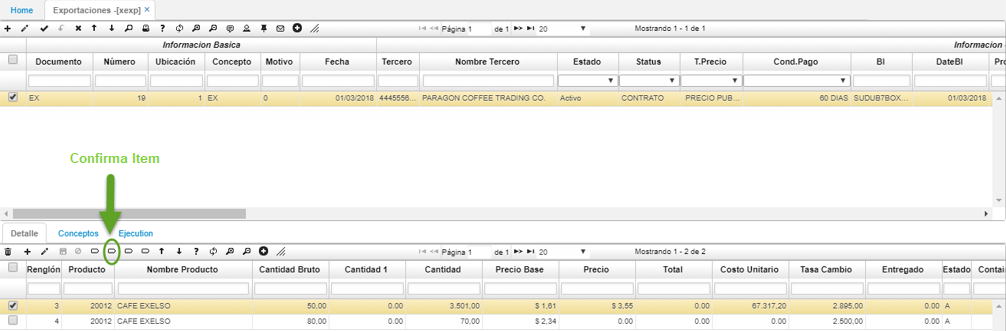 Home Exportaciones -[xexp] ×
Página 1 de 1 20 Mostrando 1 - 1 de 1
Informacion Basica Informacion
Documento Número Ubicación Concepto Motivo Fecha Tercero Nombre Tercero Estado Status T.Precio Cond.Pago Bl DateBl
EX 19 1 EX 0 01/03/2018 4445556... PARAGON COFFEE TRADING CO. Activo CONTRATO PRECIO PUB... 60 DIAS SUDUB7BOX... 01/03/2018
Confirma Item
Detalle Conceptos Ejecution
Página 1 de 1 20 Mostrando 1 - 2 de 2
Renglón Producto Nombre Producto Cantidad Bruto Cantidad 1 Cantidad Precio Base Precio Total Costo Unitario Tasa Cambio Entregado Estado Contai
3 20012 CAFE EXELSO 50,00 0.00 3.501,00 $ 1,61 $ 3,55 0.00 67.317,20 2.895,00 0.00 A
4 20012 CAFE EXELSO 80,00 0.00 70,00 $ 2,34 0.00 0.00 0.00 2.500,00 0.00 A